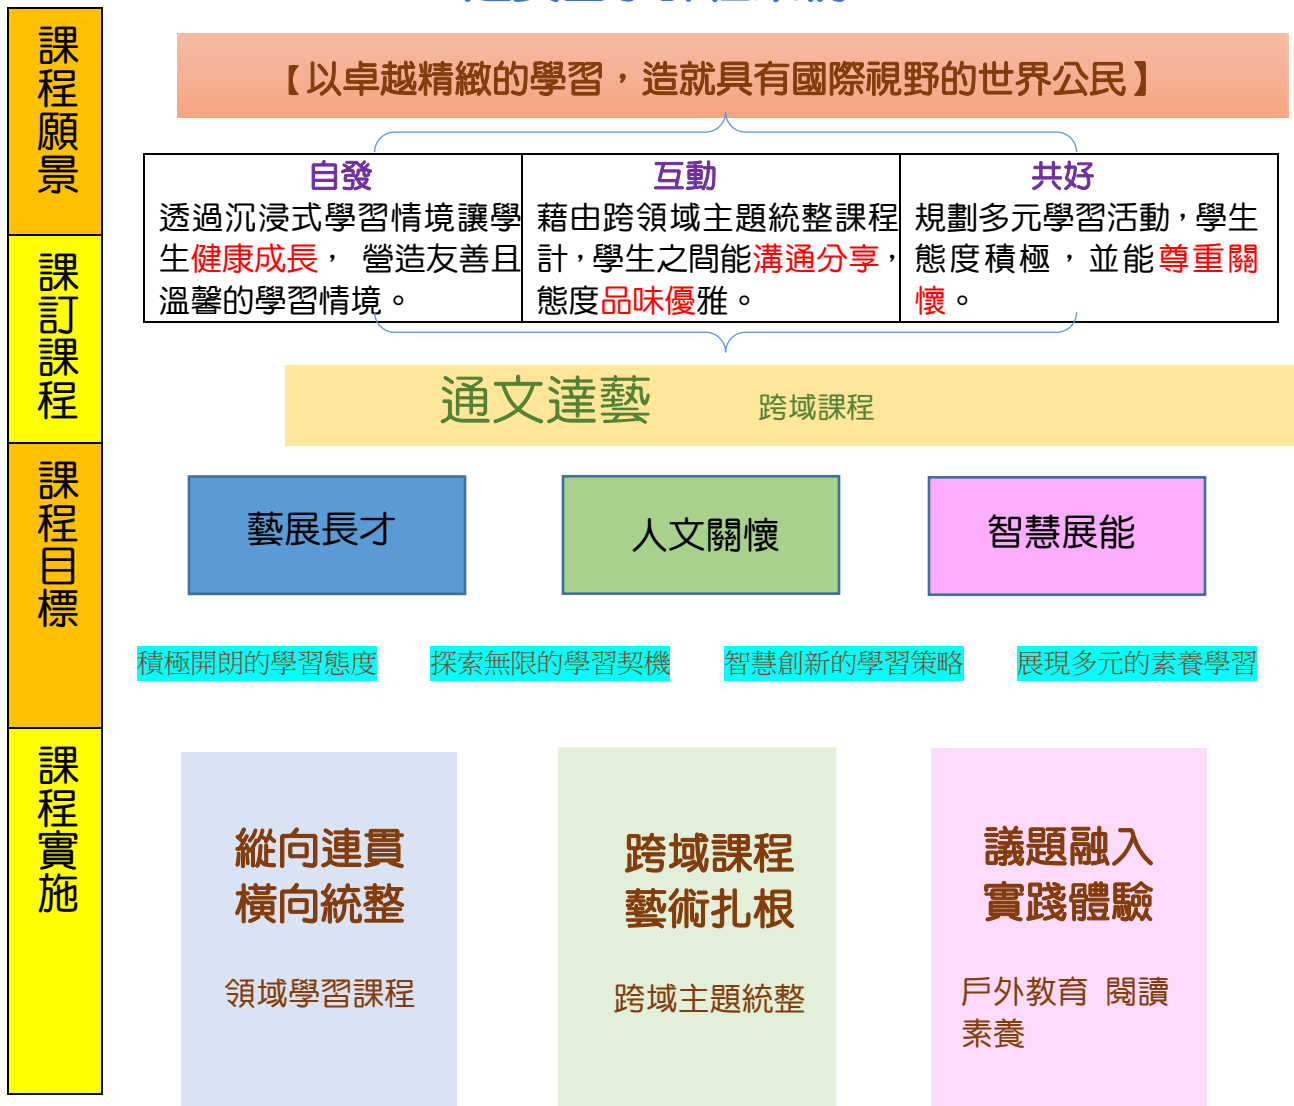 課程願景
【以卓越精緻的學習，造就具有國際視野的世界公民】
自發
透過沉浸式學習情境讓學
生健康成長， 營造友善且
溫馨的學習情境。
互動
藉由跨領域主題統整課程
計，學生之間能溝通分享，
態度品味優雅。
共好
規劃多元學習活動，學生
態度積極，並能尊重關
懷。
課訂課程
通文達藝 跨域課程
課程目標
藝展長才
人文關懷
智慧展能
積極開朗的學習態度
探索無限的學習契機
智慧創新的學習策略
展現多元的素養學習
課程實施
縱向連貫
橫向統整
領域學習課程
跨域課程
藝術扎根
跨域主題統整
議題融入
實踐體驗
戶外教育 閱讀
素養